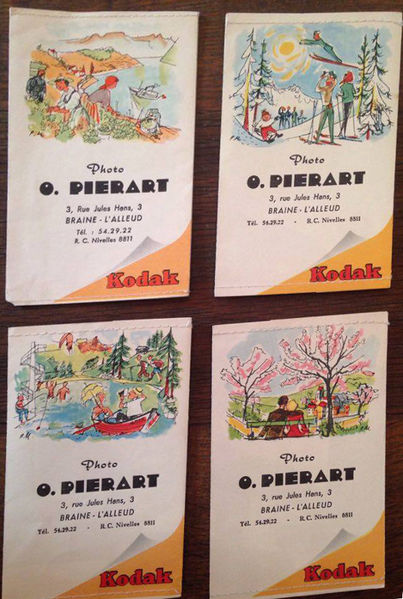 Photo
O. PIERART
3, Rue Jules Hans, 3
BRAINE - L'ALLEUD
Tél. : 54.29.22
R. C. Nivelles 8811
Kodak
Photo
O. PIERART
3, rue Jules Hans, 3
BRAINE - L'ALLEUD
Tél. 54.29.22 - R.C. Nivelles 8811
Kodak
Photo
O. PIERART
3, rue Jules Hans, 3
BRAINE - L'ALLEUD
Tél. 54.29.22 - R.C. Nivelles 8811
Kodak
Photo
O. PIERART
3, rue Jules Hans, 3
BRAINE - L'ALLEUD
Tél. 54.29.22 - R.C. Nivelles 8811
Kodak